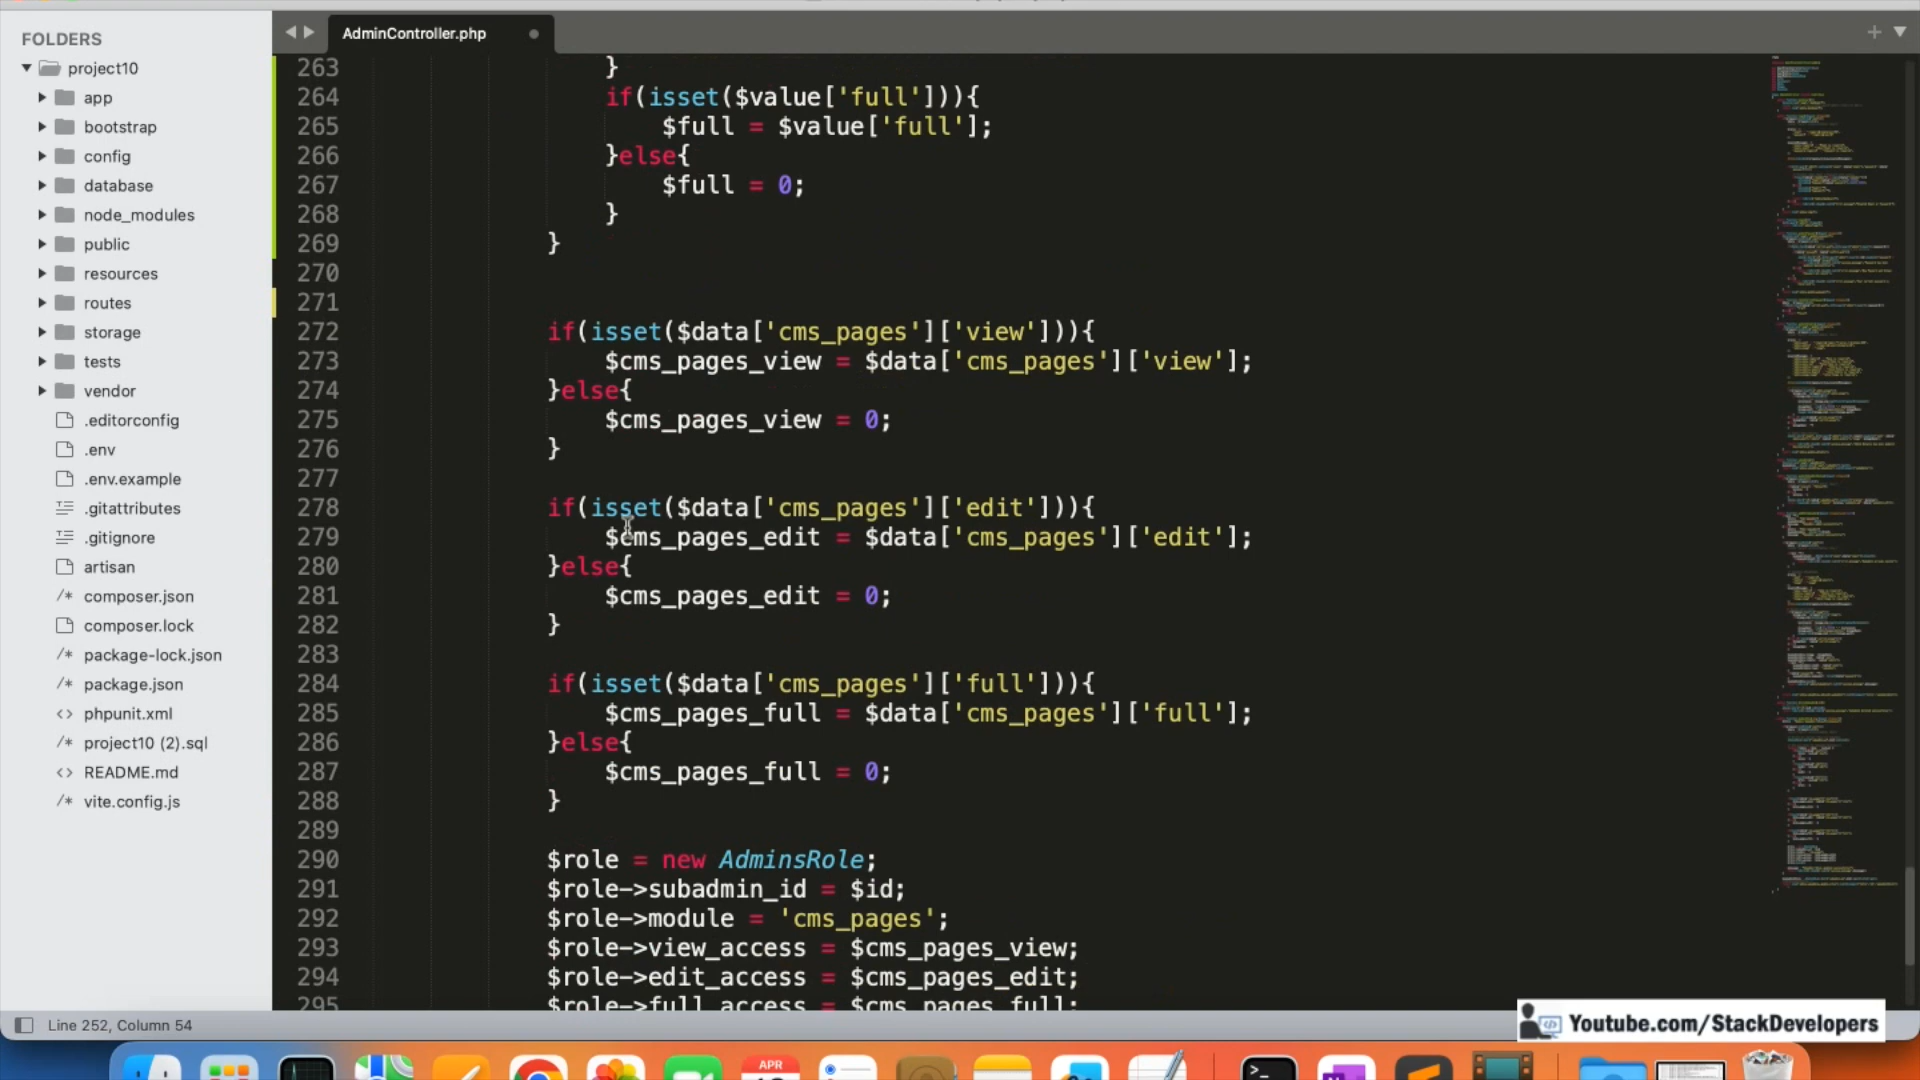 FOLDERS
project10
app
bootstrap
config
database
node_modules
public
resources
routes
storage
tests
vendor
.editorconfig
.env
.env.example
.gitattributes
.gitignore
artisan
composer.json
composer.lock
package-lock.json
package.json
phpunit.xml
project10 (2).sql
README.md
vite.config.js
AdminController.php
263 }
264 if(isset($value['full'])){
265 $full = $value['full'];
266 }else{
267 $full = 0;
268 }
269 }
270
271
272 if(isset($data['cms_pages']['view'])){
273 $cms_pages_view = $data['cms_pages']['view'];
274 }else{
275 $cms_pages_view = 0;
276 }
277
278 if(isset($data['cms_pages']['edit'])){
279 $cms_pages_edit = $data['cms_pages']['edit'];
280 }else{
281 $cms_pages_edit = 0;
282 }
283
284 if(isset($data['cms_pages']['full'])){
285 $cms_pages_full = $data['cms_pages']['full'];
286 }else{
287 $cms_pages_full = 0;
288 }
289
290 $role = new AdminsRole;
291 $role->subadmin_id = $id;
292 $role->module = 'cms_pages';
293 $role->view_access = $cms_pages_view;
294 $role->edit_access = $cms_pages_edit;
295 $role->full_access = $cms_pages_full;
Line 252, Column 54
Youtube.com/StackDevelopers
APR